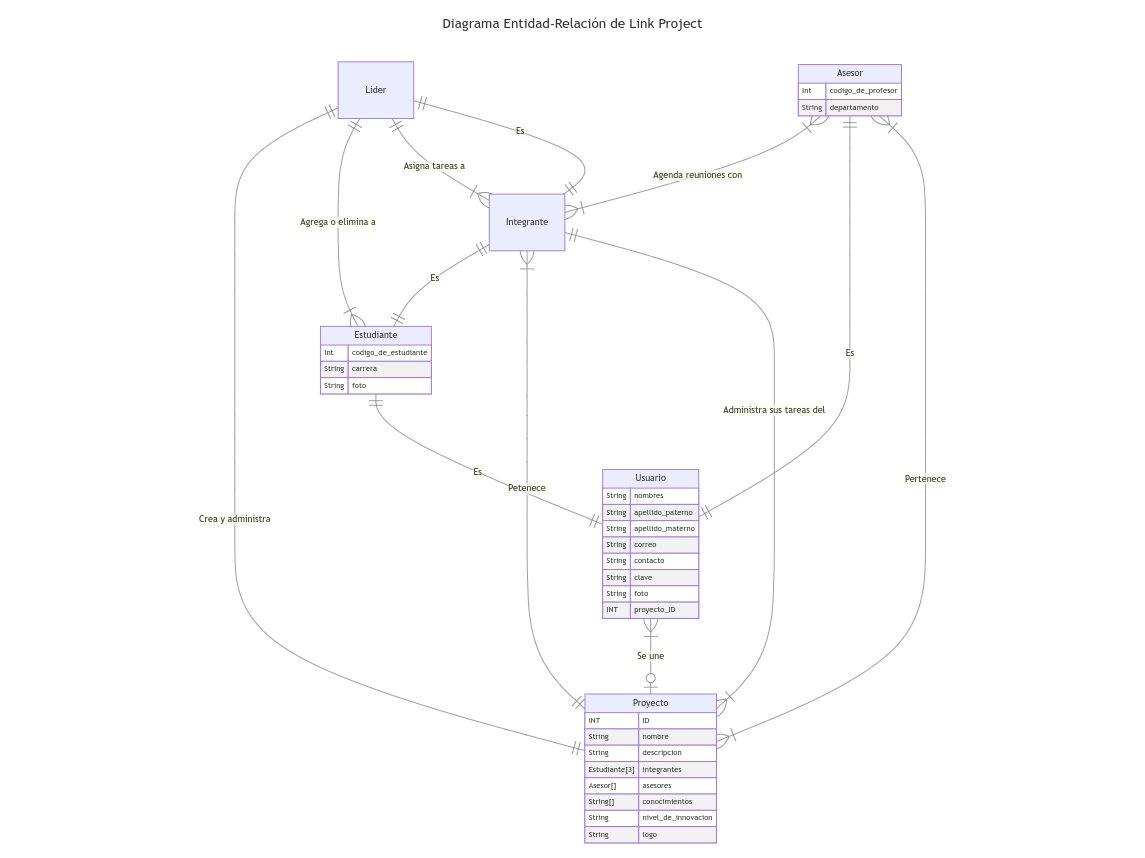 Diagrama Entidad-Relación de Link Project
Lider
Asesor
Int codigo_de_profesor
String departamento
Es
Asigna tareas a
Agenda reuniones con
Agrega o elimina a
Integrante
Es
Estudiante
Int codigo_de_estudiante
String carrera
String foto
Es
Administra sus tareas del
Es
Petenece
Pertenece
Crea y administra
Usuario
String nombres
String apellido_paterno
String apellido_materno
String correo
String contacto
String clave
String foto
INT proyecto_ID
Se une
Proyecto
INT ID
String nombre
String descripcion
Estudiante[3] integrantes
Asesor[] asesores
String[] conocimientos
String nivel_de_innovacion
String logo